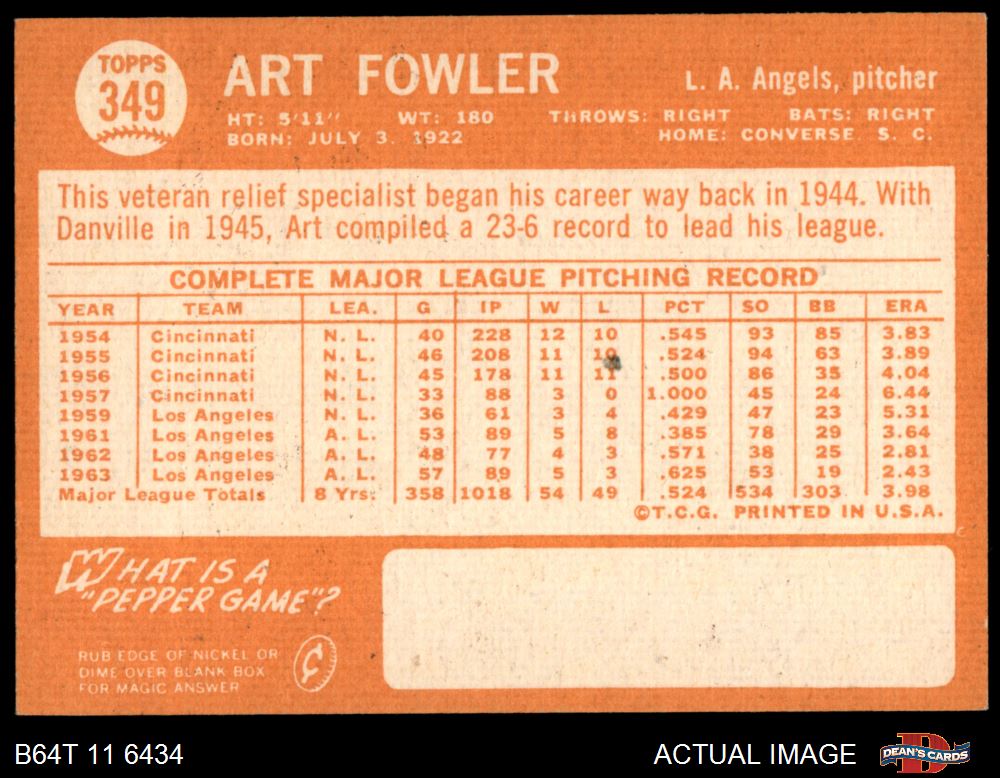 TOPPS
349
ART FOWLER
L. A. Angels, pitcher
HT: 5'11" WT: 180 THROWS: RIGHT BATS: RIGHT
BORN: JULY 3, 1922 HOME: CONVERSE S. C.
This veteran relief specialist began his career way back in 1944. With
Danville in 1945, Art compiled a 23-6 record to lead his league.
COMPLETE MAJOR LEAGUE PITCHING RECORD
YEAR TEAM LEA. G IP W L PCT SO BB ERA
1954 Cincinnati N. L. 40 228 12 10 .545 93 85 3.83
1955 Cincinnati N. L. 46 208 11 10 .524 94 63 3.89
1956 Cincinnati N. L. 45 178 11 11 .500 86 35 4.04
1957 Cincinnati N. L. 33 88 3 0 1.000 45 24 6.44
1959 Los Angeles N. L. 36 61 3 4 .429 47 23 5.31
1961 Los Angeles A. L. 53 89 5 8 .385 78 29 3.64
1962 Los Angeles A. L. 48 77 4 3 .571 38 25 2.81
1963 Los Angeles A. L. 57 89 5 3 .625 53 19 2.43
Major League Totals 8 Yrs. 358 1018 54 49 .524 534 303 3.98
©T.C.G. PRINTED IN U.S.A.
WHAT IS A
"PEPPER GAME"?
RUB EDGE OF NICKEL OR
DIME OVER BLANK BOX
FOR MAGIC ANSWER
¢
B64T 11 6434
ACTUAL IMAGE
D
DEAN'S CARDS